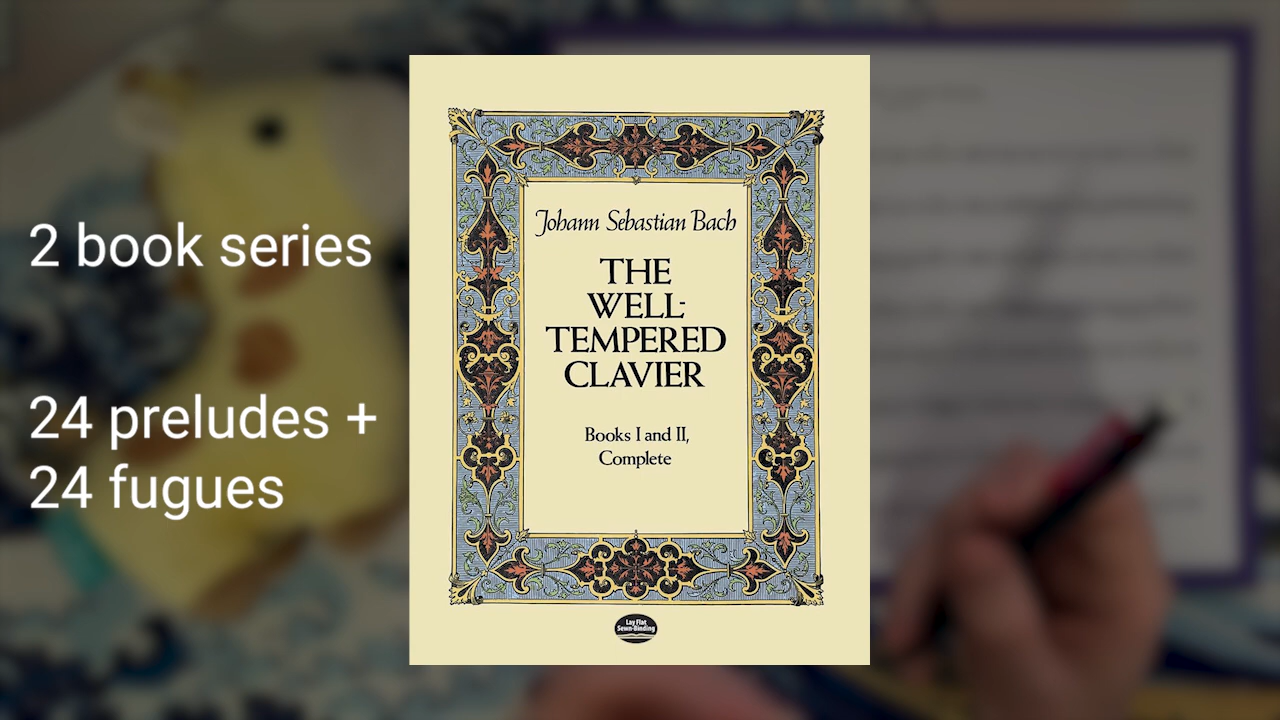 2 book series
24 preludes +
24 fugues
Johann Sebastian Bach
THE
WELL-
TEMPERED
CLAVIER
Books I and II,
Complete
Lay Flat
Sewn-Binding